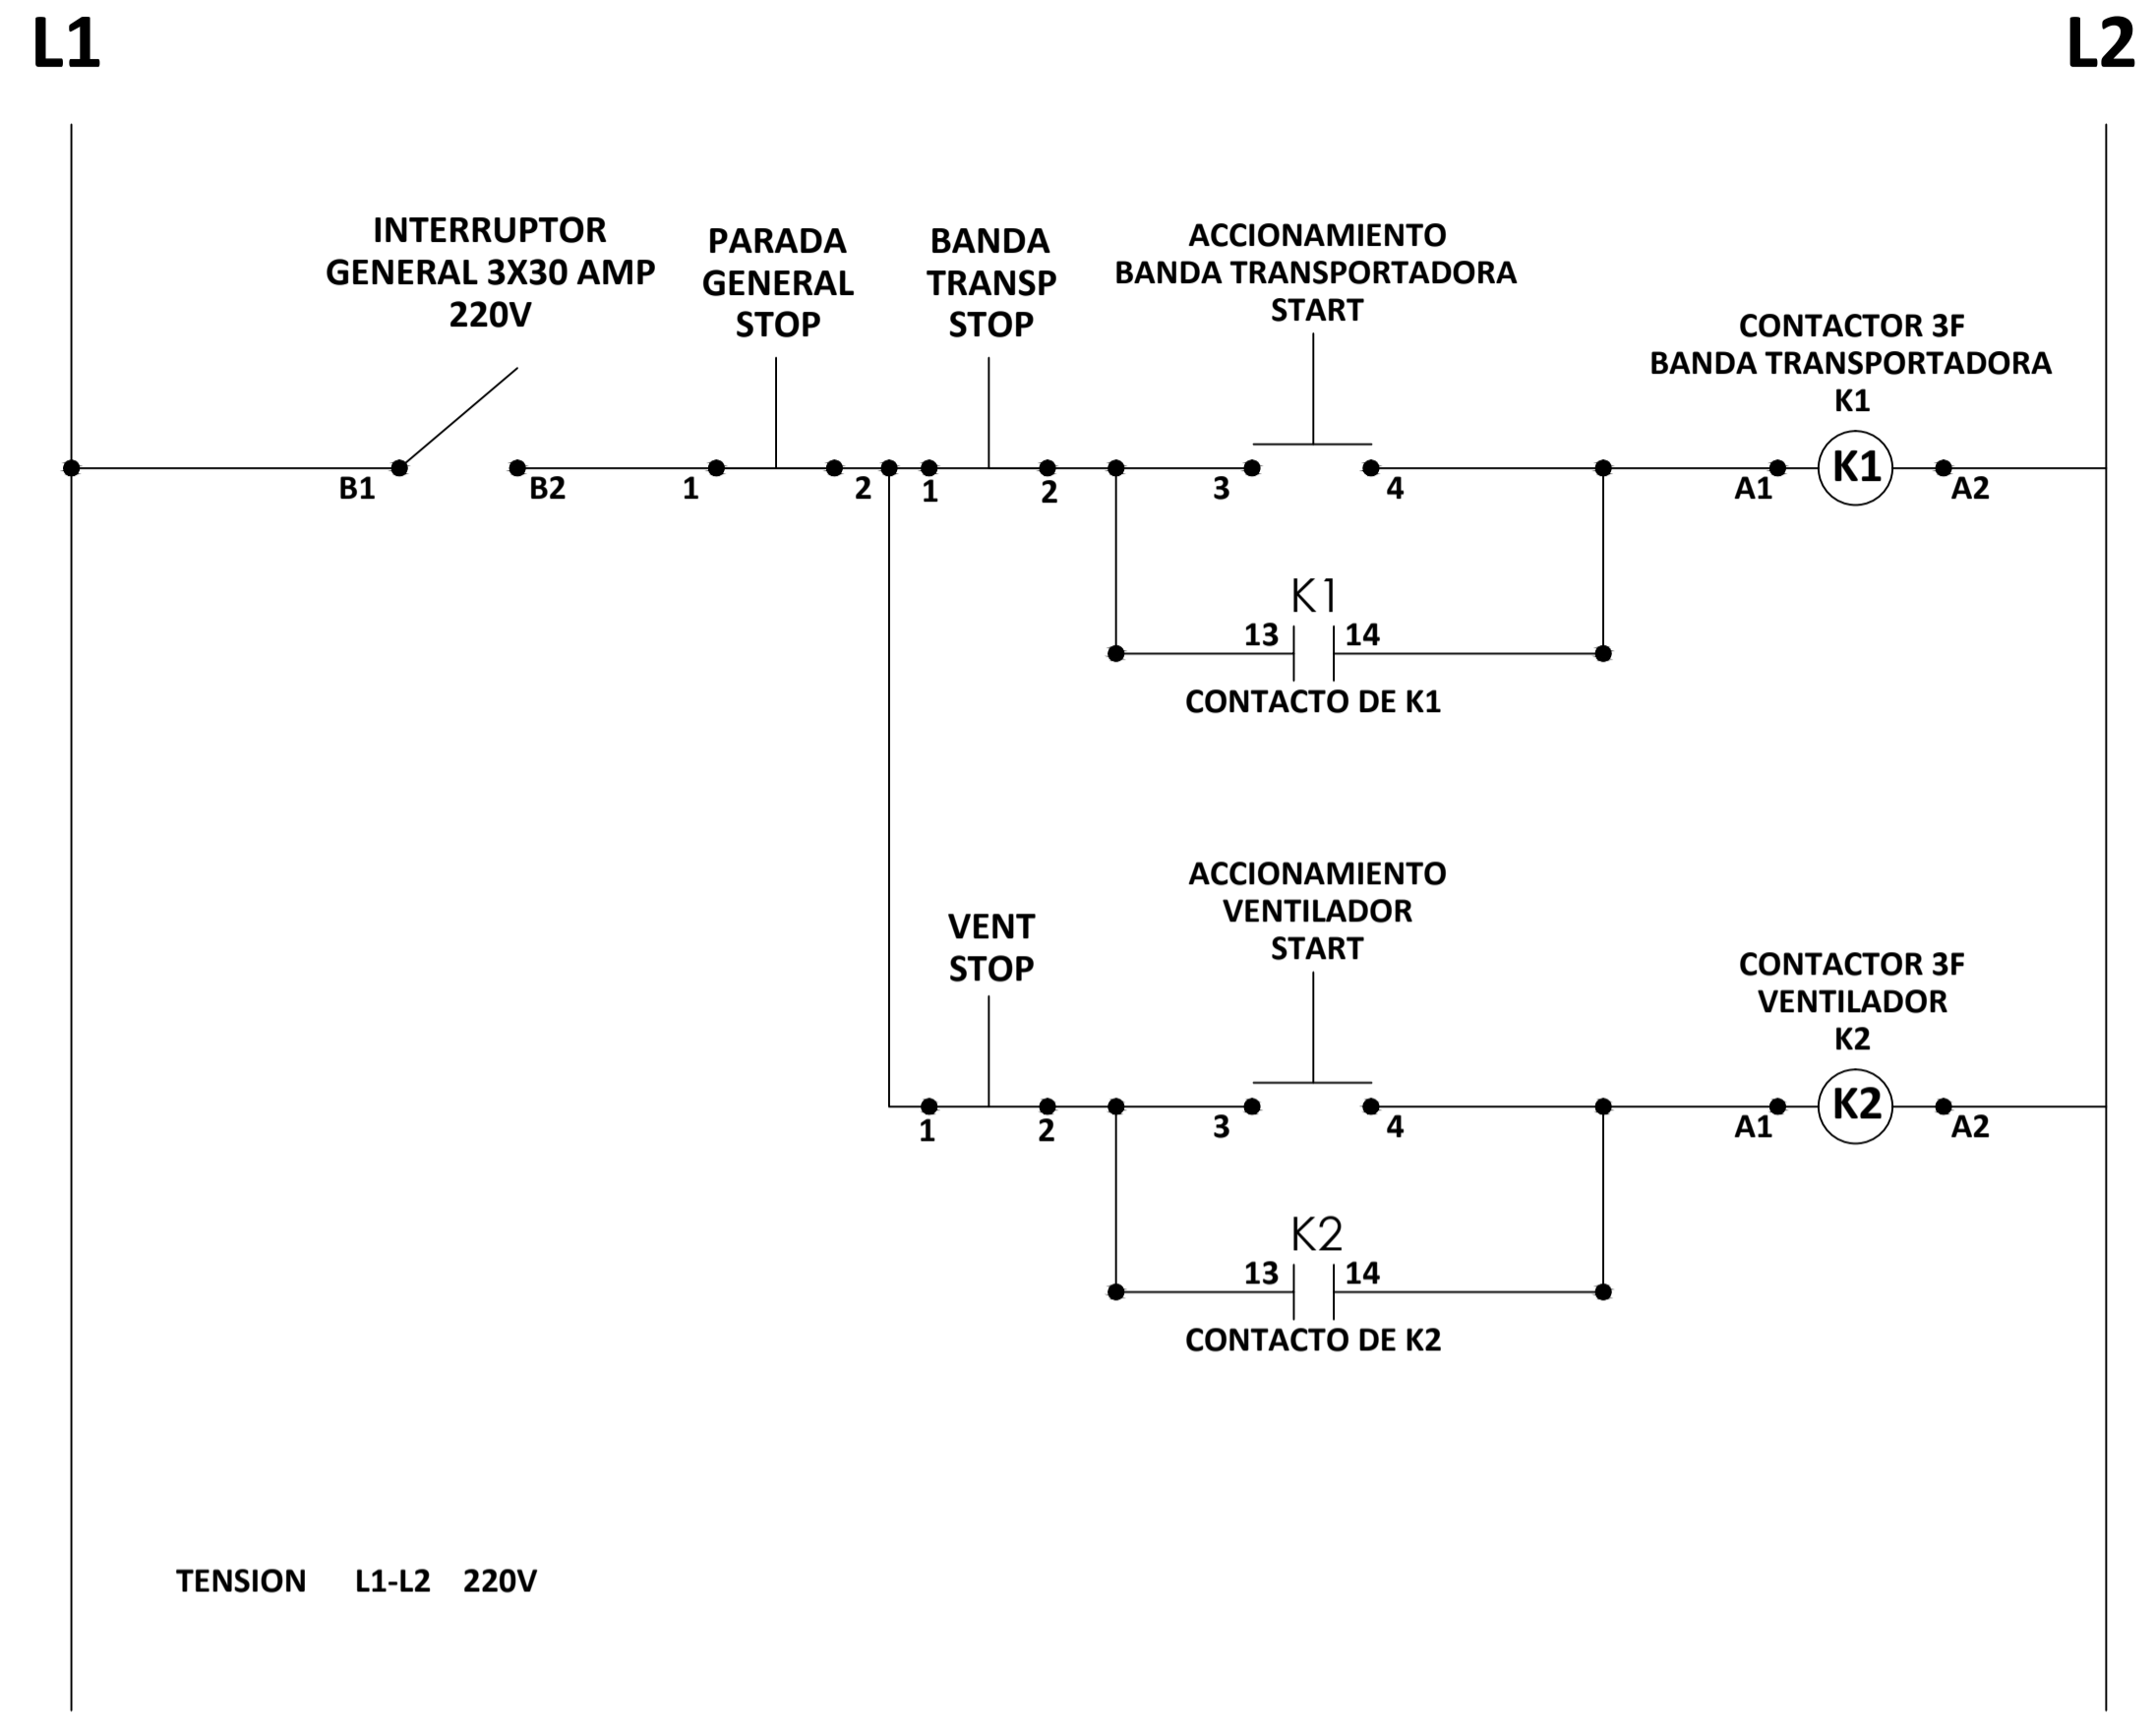 L1
L2
INTERRUPTOR
GENERAL 3X30 AMP
220V
PARADA
GENERAL
STOP
BANDA
TRANSP
STOP
ACCIONAMIENTO
BANDA TRANSPORTADORA
START
CONTACTOR 3F
BANDA TRANSPORTADORA
K1
B1
B2
1
2
1
2
3
4
A1
K1
A2
K1
13
14
CONTACTO DE K1
VENT
STOP
ACCIONAMIENTO
VENTILADOR
START
CONTACTOR 3F
VENTILADOR
K2
1
2
3
4
A1
K2
A2
K2
13
14
CONTACTO DE K2
TENSION L1-L2 220V